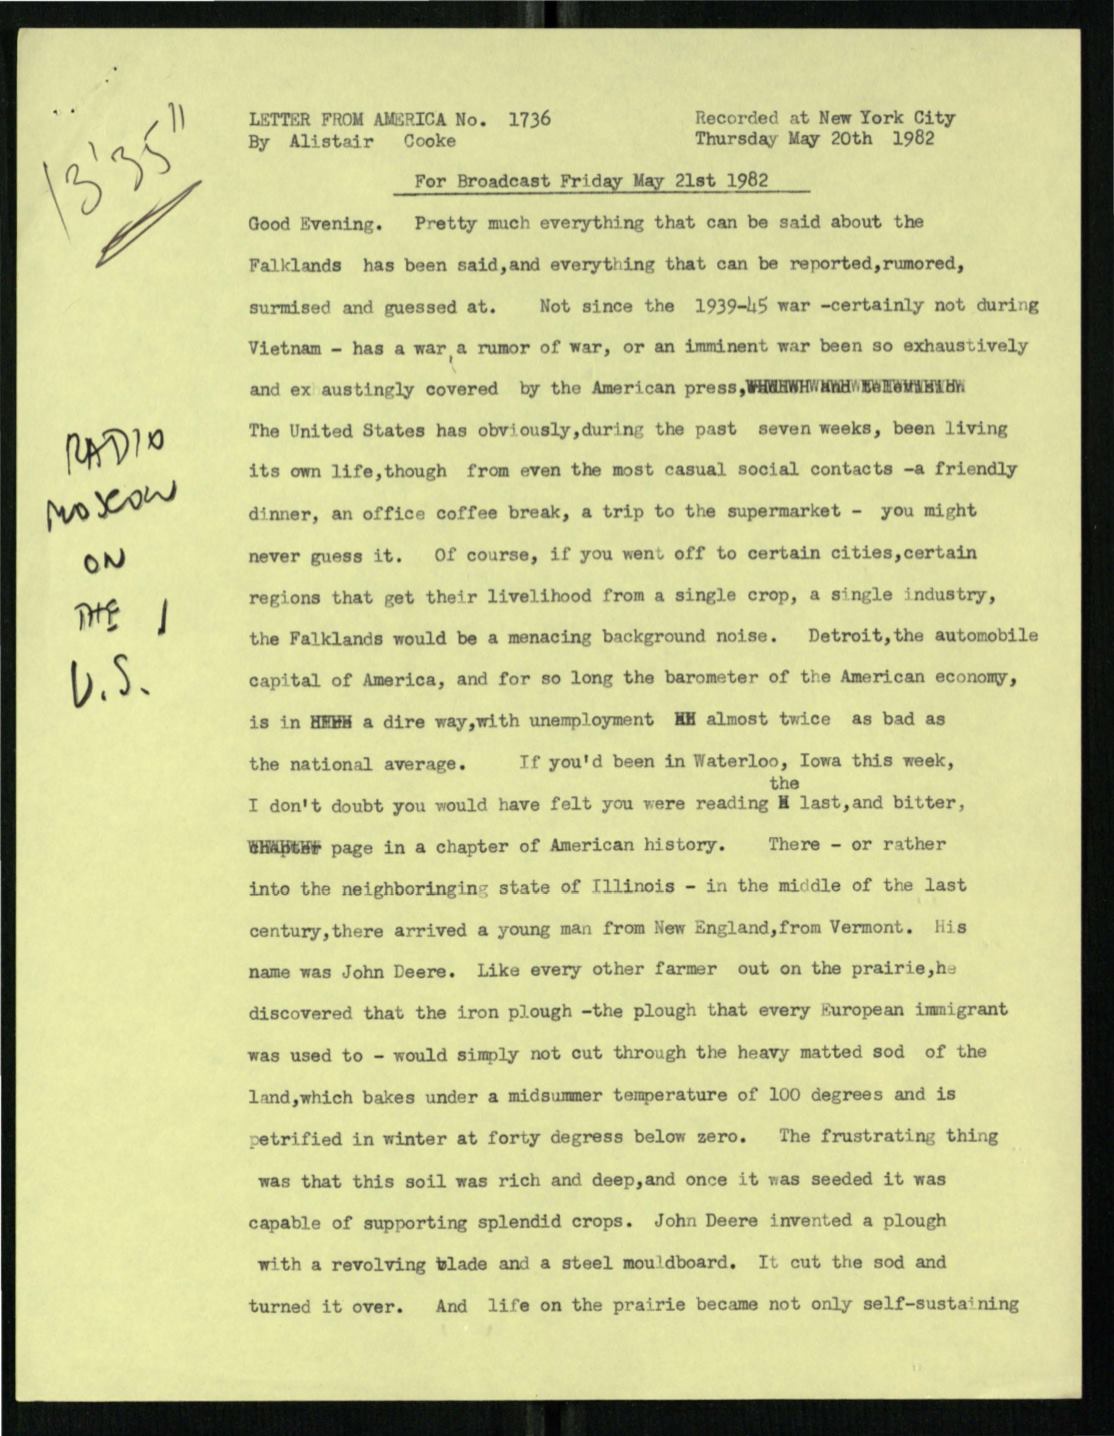 13'35"
LETTER FROM AMERICA No. 1736
Recorded at New York City
By Alistair Cooke
Thursday May 20th 1982
For Broadcast Friday May 21st 1982
Good Evening. Pretty much everything that can be said about the
Falklands has been said,and everything that can be reported,rumored,
surmised and guessed at. Not since the 1939-45 war -certainly not during
Vietnam - has a war,a rumor of war, or an imminent war been so exhaustively
and ex austingly covered by the American press,
The United States has obviously,during the past seven weeks, been living
its own life,though from even the most casual social contacts -a friendly
dinner, an office coffee break, a trip to the supermarket - you might
never guess it. Of course, if you went off to certain cities,certain
regions that get their livelihood from a single crop, a single industry,
the Falklands would be a menacing background noise. Detroit,the automobile
capital of America, and for so long the barometer of the American economy,
is in a dire way,with unemployment almost twice as bad as
the national average. If you'd been in Waterloo, Iowa this week,
the
I don't doubt you would have felt you were reading last,and bitter,
chapter page in a chapter of American history. There - or rather
into the neighboringing state of Illinois - in the middle of the last
century,there arrived a young man from New England,from Vermont. His
name was John Deere. Like every other farmer out on the prairie,he
discovered that the iron plough -the plough that every European immigrant
was used to - would simply not cut through the heavy matted sod of the
land,which bakes under a midsummer temperature of 100 degrees and is
petrified in winter at forty degress below zero. The frustrating thing
was that this soil was rich and deep,and once it was seeded it was
capable of supporting splendid crops. John Deere invented a plough
with a revolving blade and a steel mouldboard. It cut the sod and
turned it over. And life on the prairie became not only self-sustaining
RADIO
MOSCOW
ON
THE
U.S.